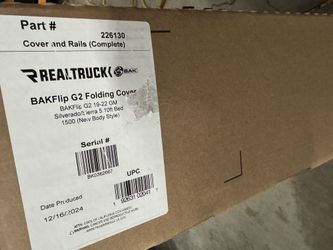 Part #
226130
Cover and Rails (Complete)
REALTRUCK BAK
BAKFlip G2 Folding Cover
BAKFlip G2 19-22 GM
Silverado/Sierra 5.10ft Bed
1500 (New Body Style)
Serial #
UPC
Date Produced
12/16/2024